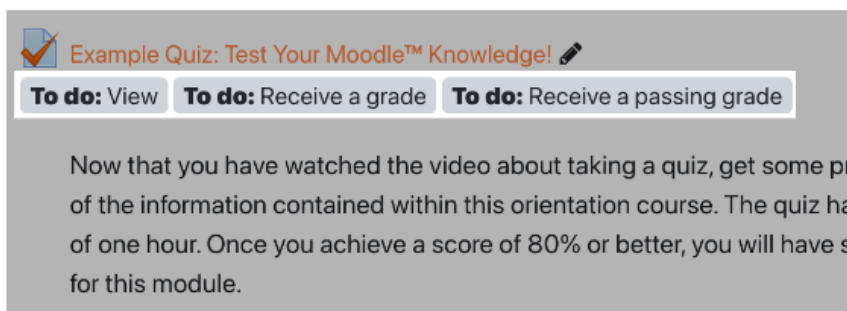 Example Quiz: Test Your Moodle™ Knowledge!
To do: View To do: Receive a grade To do: Receive a passing grade
Now that you have watched the video about taking a quiz, get some
of the information contained within this orientation course. The quiz
of one hour. Once you achieve a score of 80% or better, you will have
for this module.